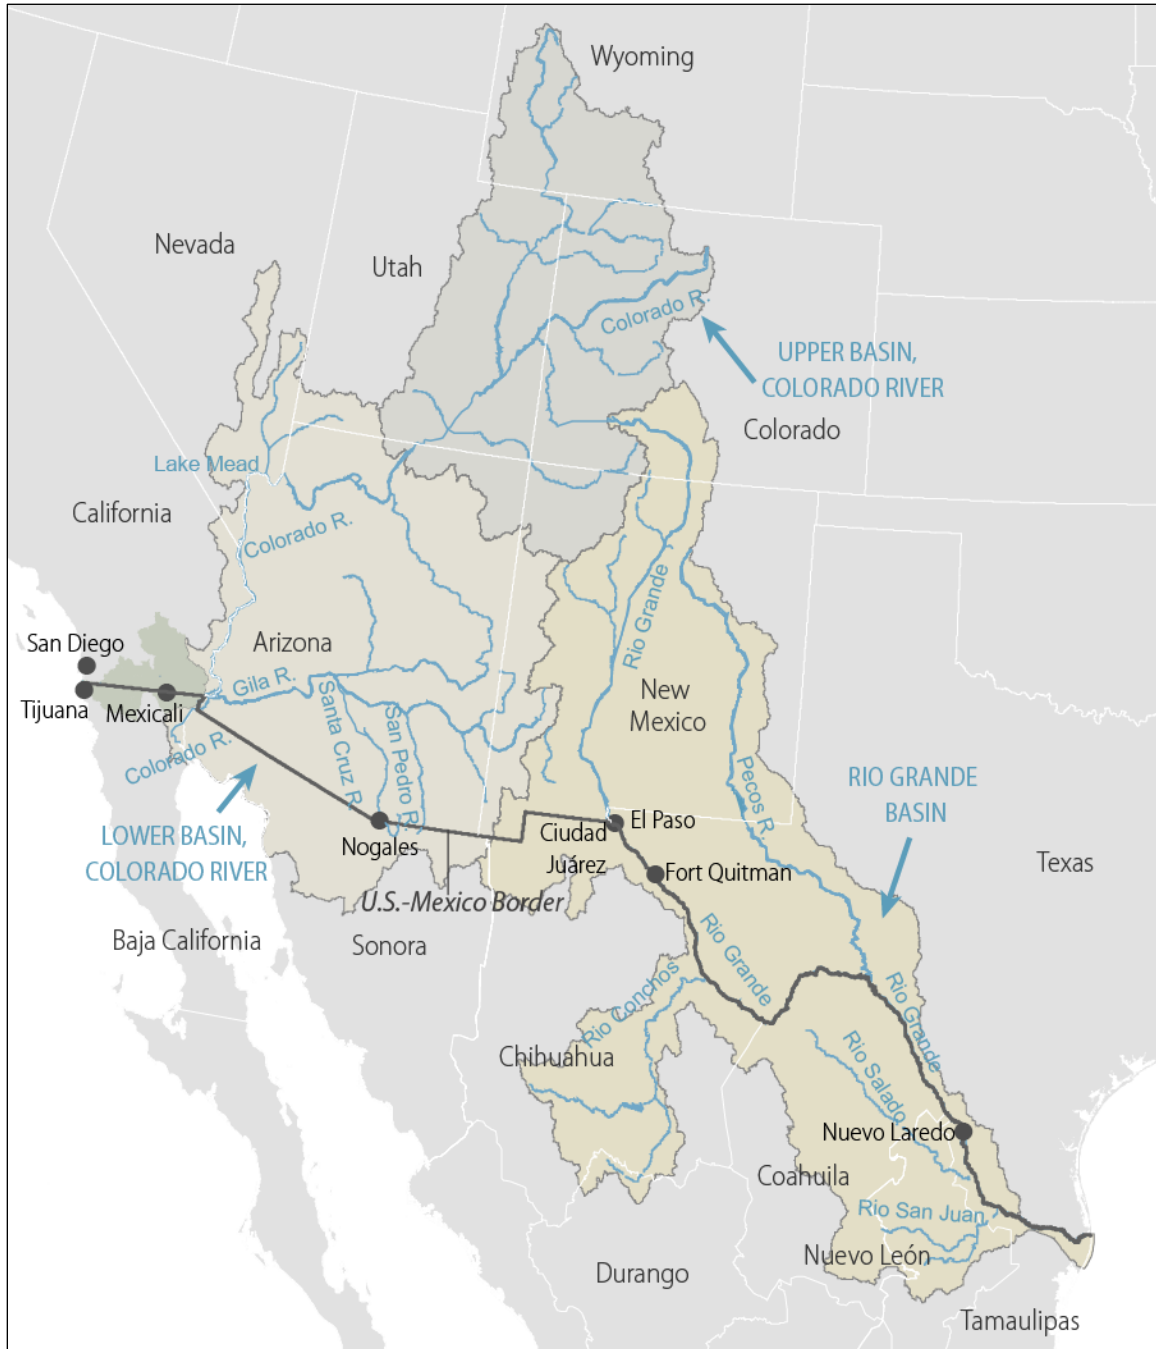 Wyoming
Nevada
Utah
Colorado R.
UPPER BASIN,
COLORADO RIVER
Colorado
Lake Mead
California
Colorado R.
Rio Grande
San Diego
Arizona
Gila R.
Tijuana
Mexicali
Santa Cruz R.
San Pedro R.
New
Mexico
Colorado R.
Pecos R.
RIO GRANDE
BASIN
LOWER BASIN,
COLORADO RIVER
Nogales
Ciudad
Juárez
El Paso
Fort Quitman
Texas
U.S.-Mexico Border
Baja California
Sonora
Rio Grande
Rio Conchos
Rio Grande
Chihuahua
Rio Salado
Nuevo Laredo
Coahuila
Rio San Juan
Nuevo León
Durango
Tamaulipas